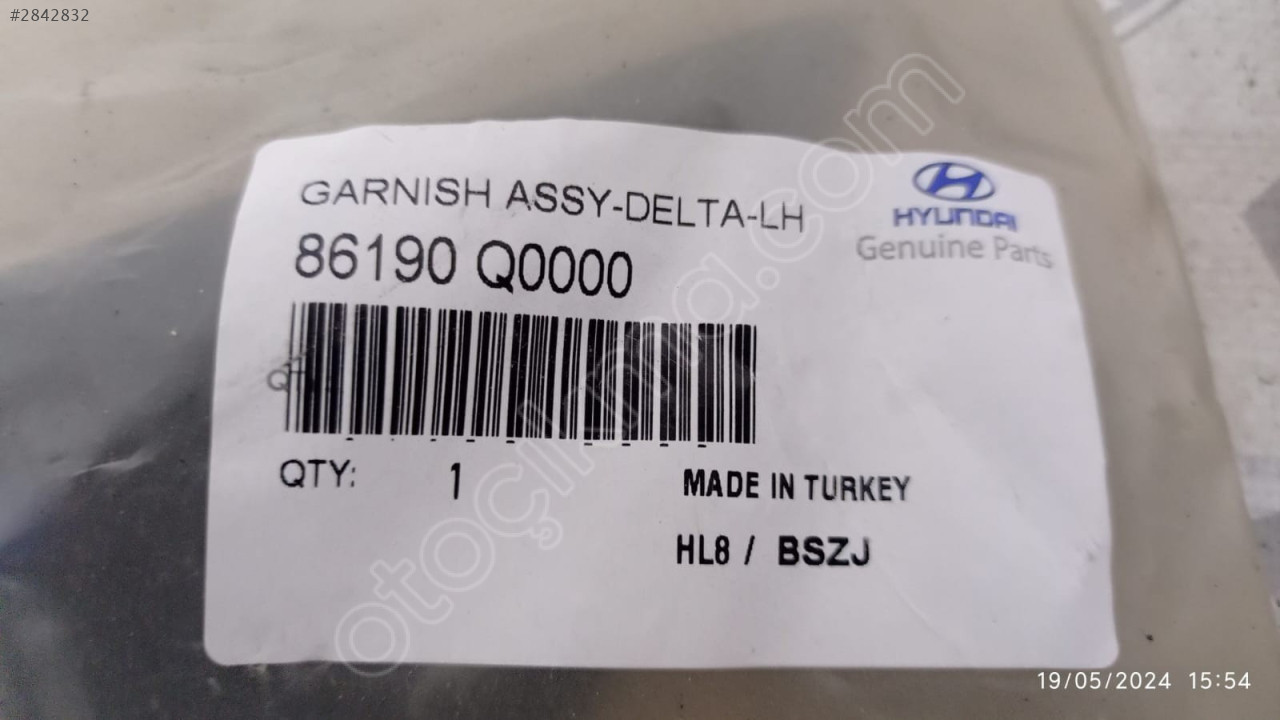 #2842832
GARNISH ASSY-DELTA-LH
86190 Q0000
HYUNDAI
Genuine Parts
QTY: 1
MADE IN TURKEY
HL8 / BSZJ
otoçıkma.com
19/05/2024 15:54